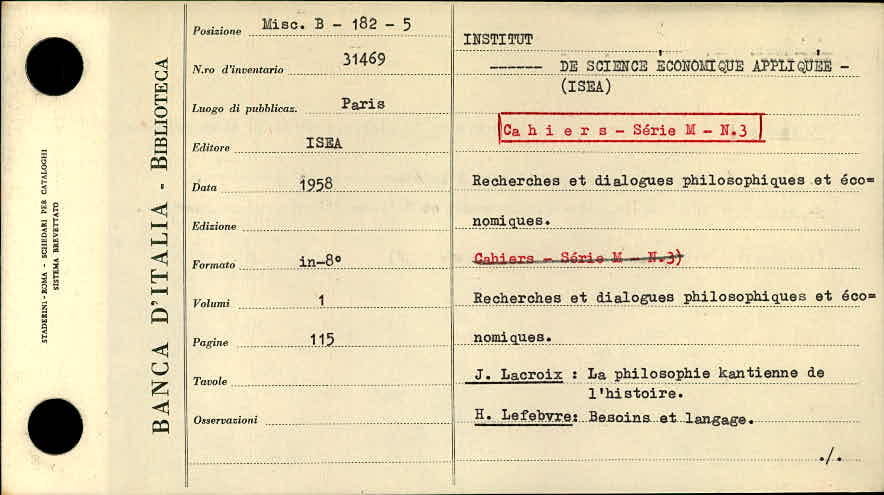 STADERINI - ROMA - SCHEDARI PER CATALOGHI
SISTEMA BREVETTATO
BANCA D'ITALIA - BIBLIOTECA
Posizione Misc. B - 182 - 5
N.ro d'inventario 31469
Luogo di pubblicaz. Paris
Editore ISEA
Data 1958
Edizione
Formato in-8°
Volumi 1
Pagine 115
Tavole
Osservazioni
INSTITUT
------ DE SCIENCE ECONOMIQUE APPLIQUÉE -
(ISEA)
Cahiers - Série M - N.3
Recherches et dialogues philosophiques et éco=
nomiques.
Cahiers - Série M - N.3)
Recherches et dialogues philosophiques et éco=
nomiques.
J. Lacroix : La philosophie kantienne de
l'histoire.
H. Lefebvre: Besoins et langage.
./.